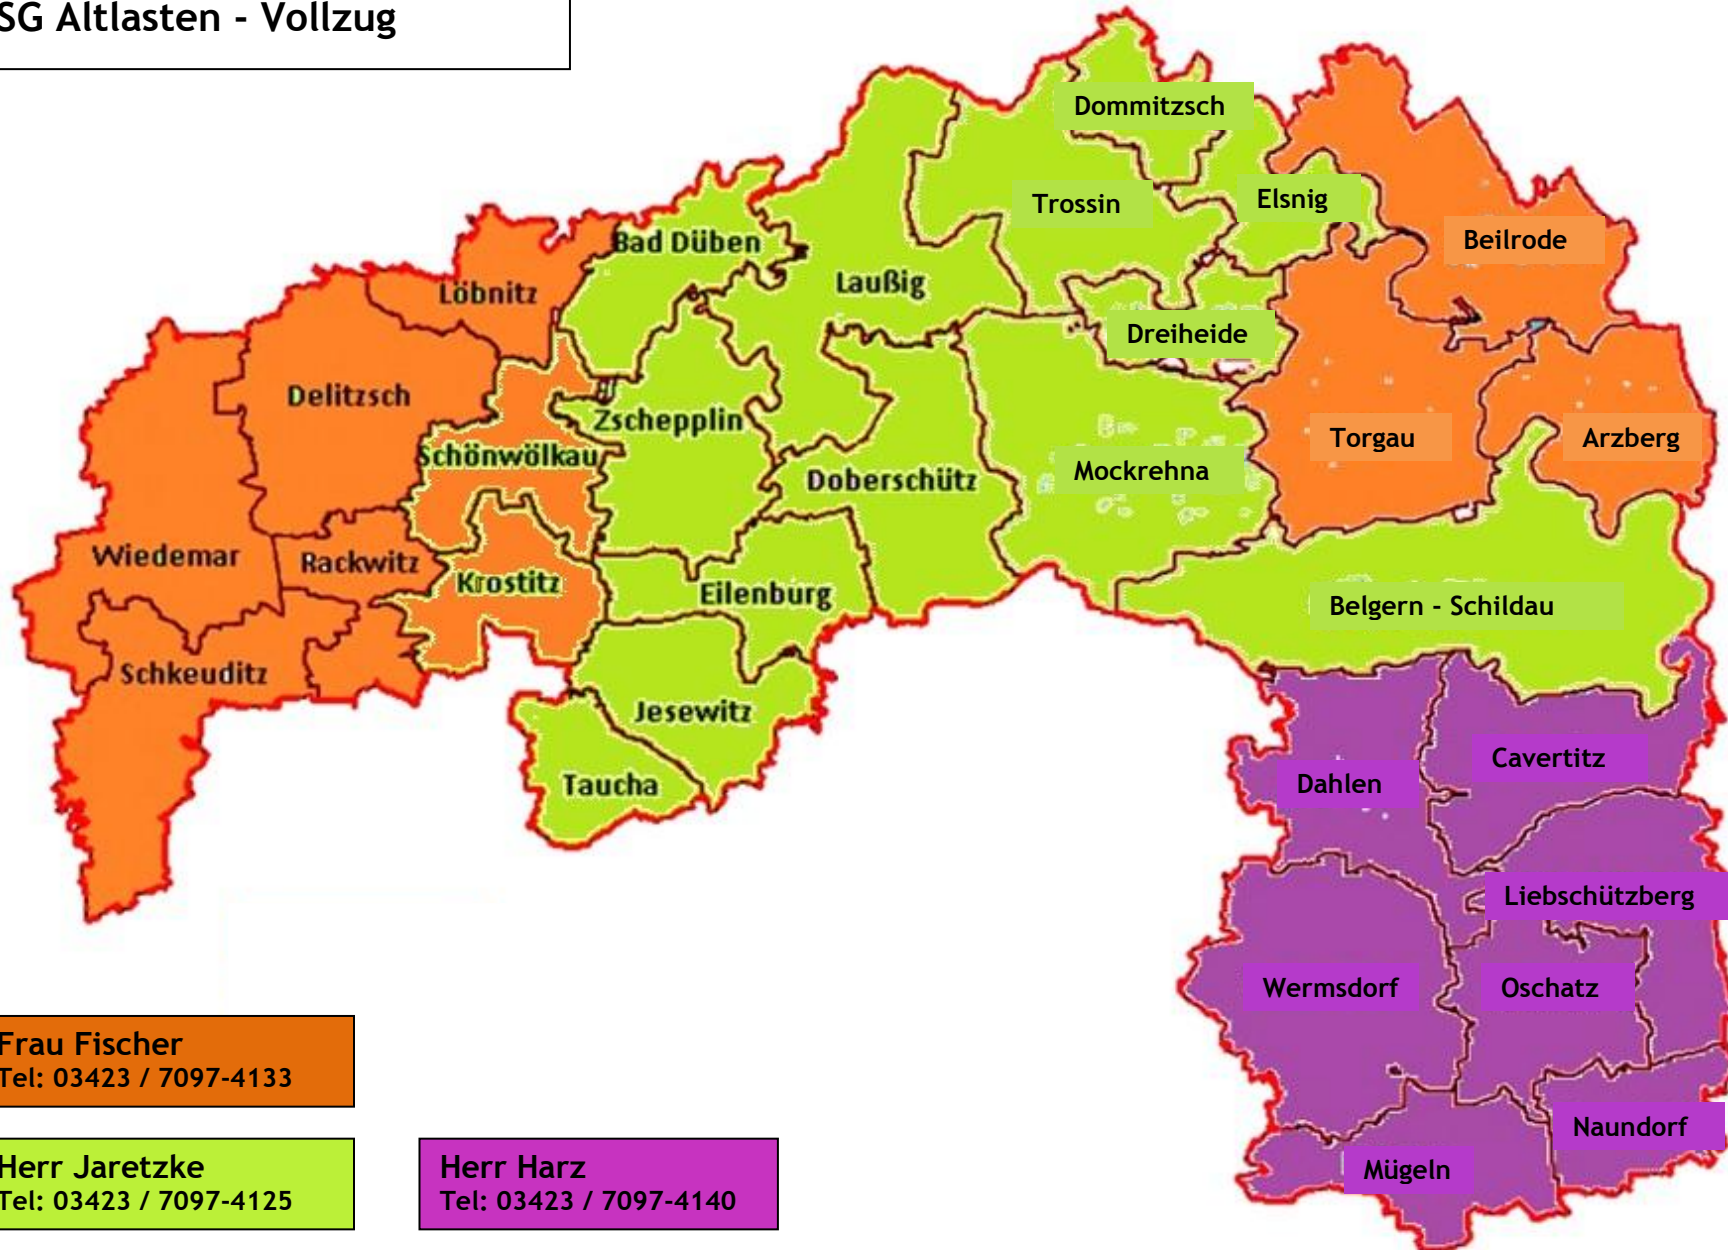 SG Altlasten - Vollzug
Dommitzsch
Trossin
Elsnig
Beilrode
Bad Düben
Laußig
Löbnitz
Dreiheide
Delitzsch
Zschepplin
Torgau
Arzberg
Schönwölkau
Mockrehna
Doberschütz
Wiedemar
Rackwitz
Krostitz
Eilenburg
Belgern - Schildau
Schkeuditz
Jesewitz
Cavertitz
Dahlen
Taucha
Liebschützberg
Wermsdorf
Oschatz
Naundorf
Mügeln
Frau Fischer
Tel: 03423 / 7097-4133
Herr Jaretzke
Tel: 03423 / 7097-4125
Herr Harz
Tel: 03423 / 7097-4140